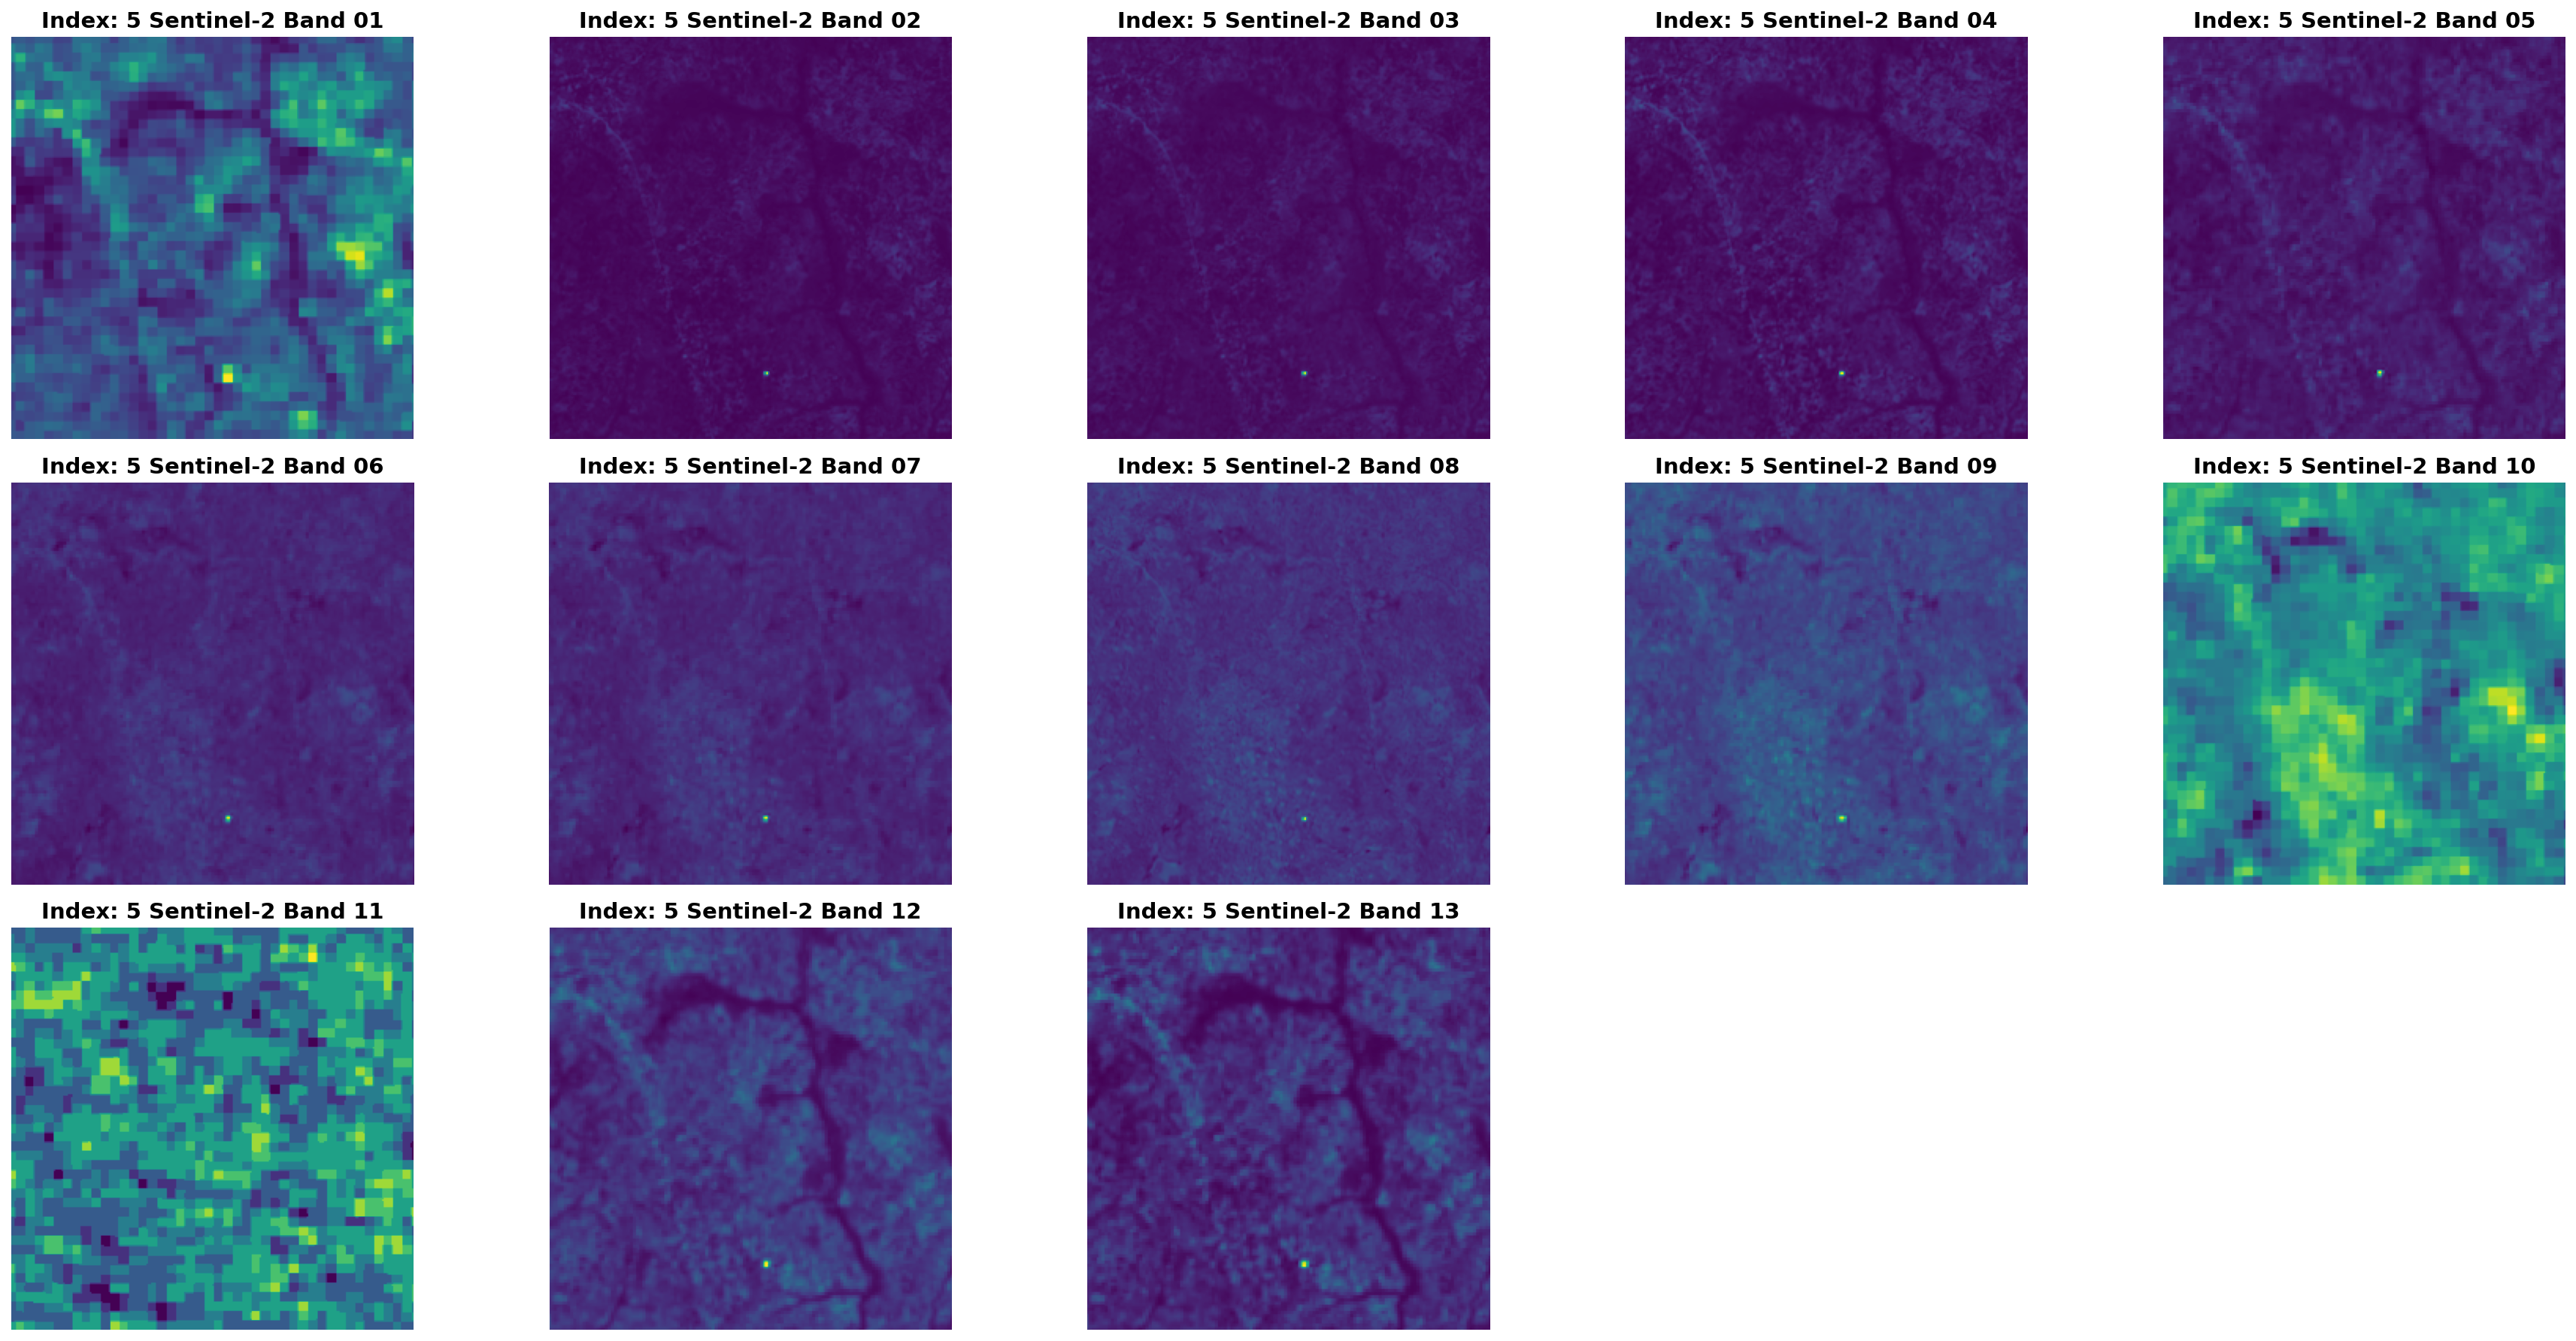 Index: 5 Sentinel-2 Band 01
Index: 5 Sentinel-2 Band 02
Index: 5 Sentinel-2 Band 03
Index: 5 Sentinel-2 Band 04
Index: 5 Sentinel-2 Band 05
Index: 5 Sentinel-2 Band 06
Index: 5 Sentinel-2 Band 07
Index: 5 Sentinel-2 Band 08
Index: 5 Sentinel-2 Band 09
Index: 5 Sentinel-2 Band 10
Index: 5 Sentinel-2 Band 11
Index: 5 Sentinel-2 Band 12
Index: 5 Sentinel-2 Band 13